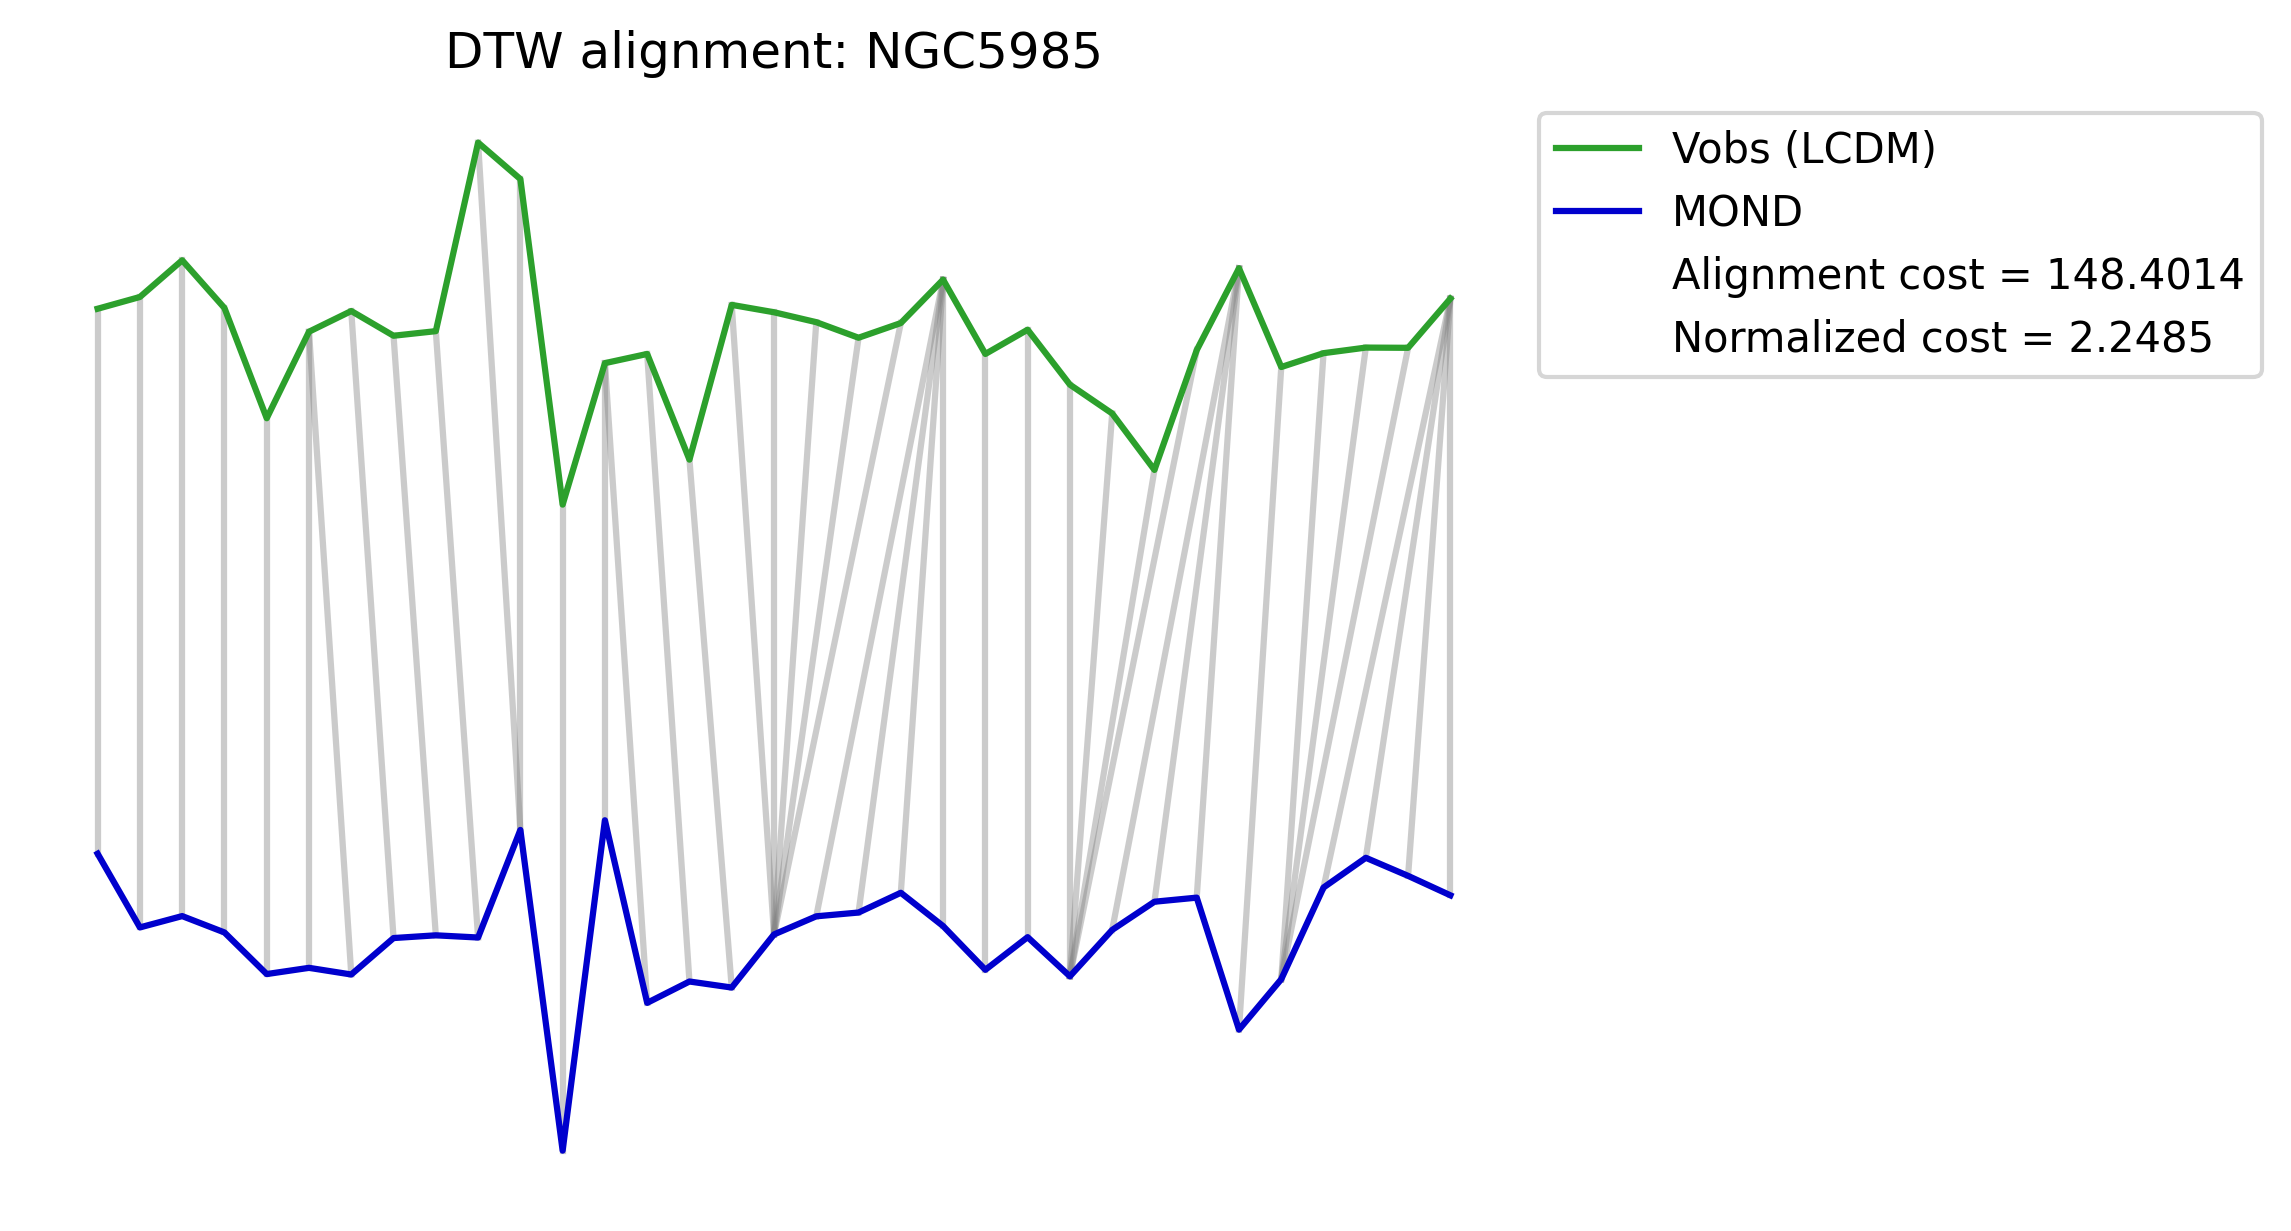 DTW alignment: NGC5985
Vobs (LCDM)
MOND
Alignment cost = 148.4014
Normalized cost = 2.2485